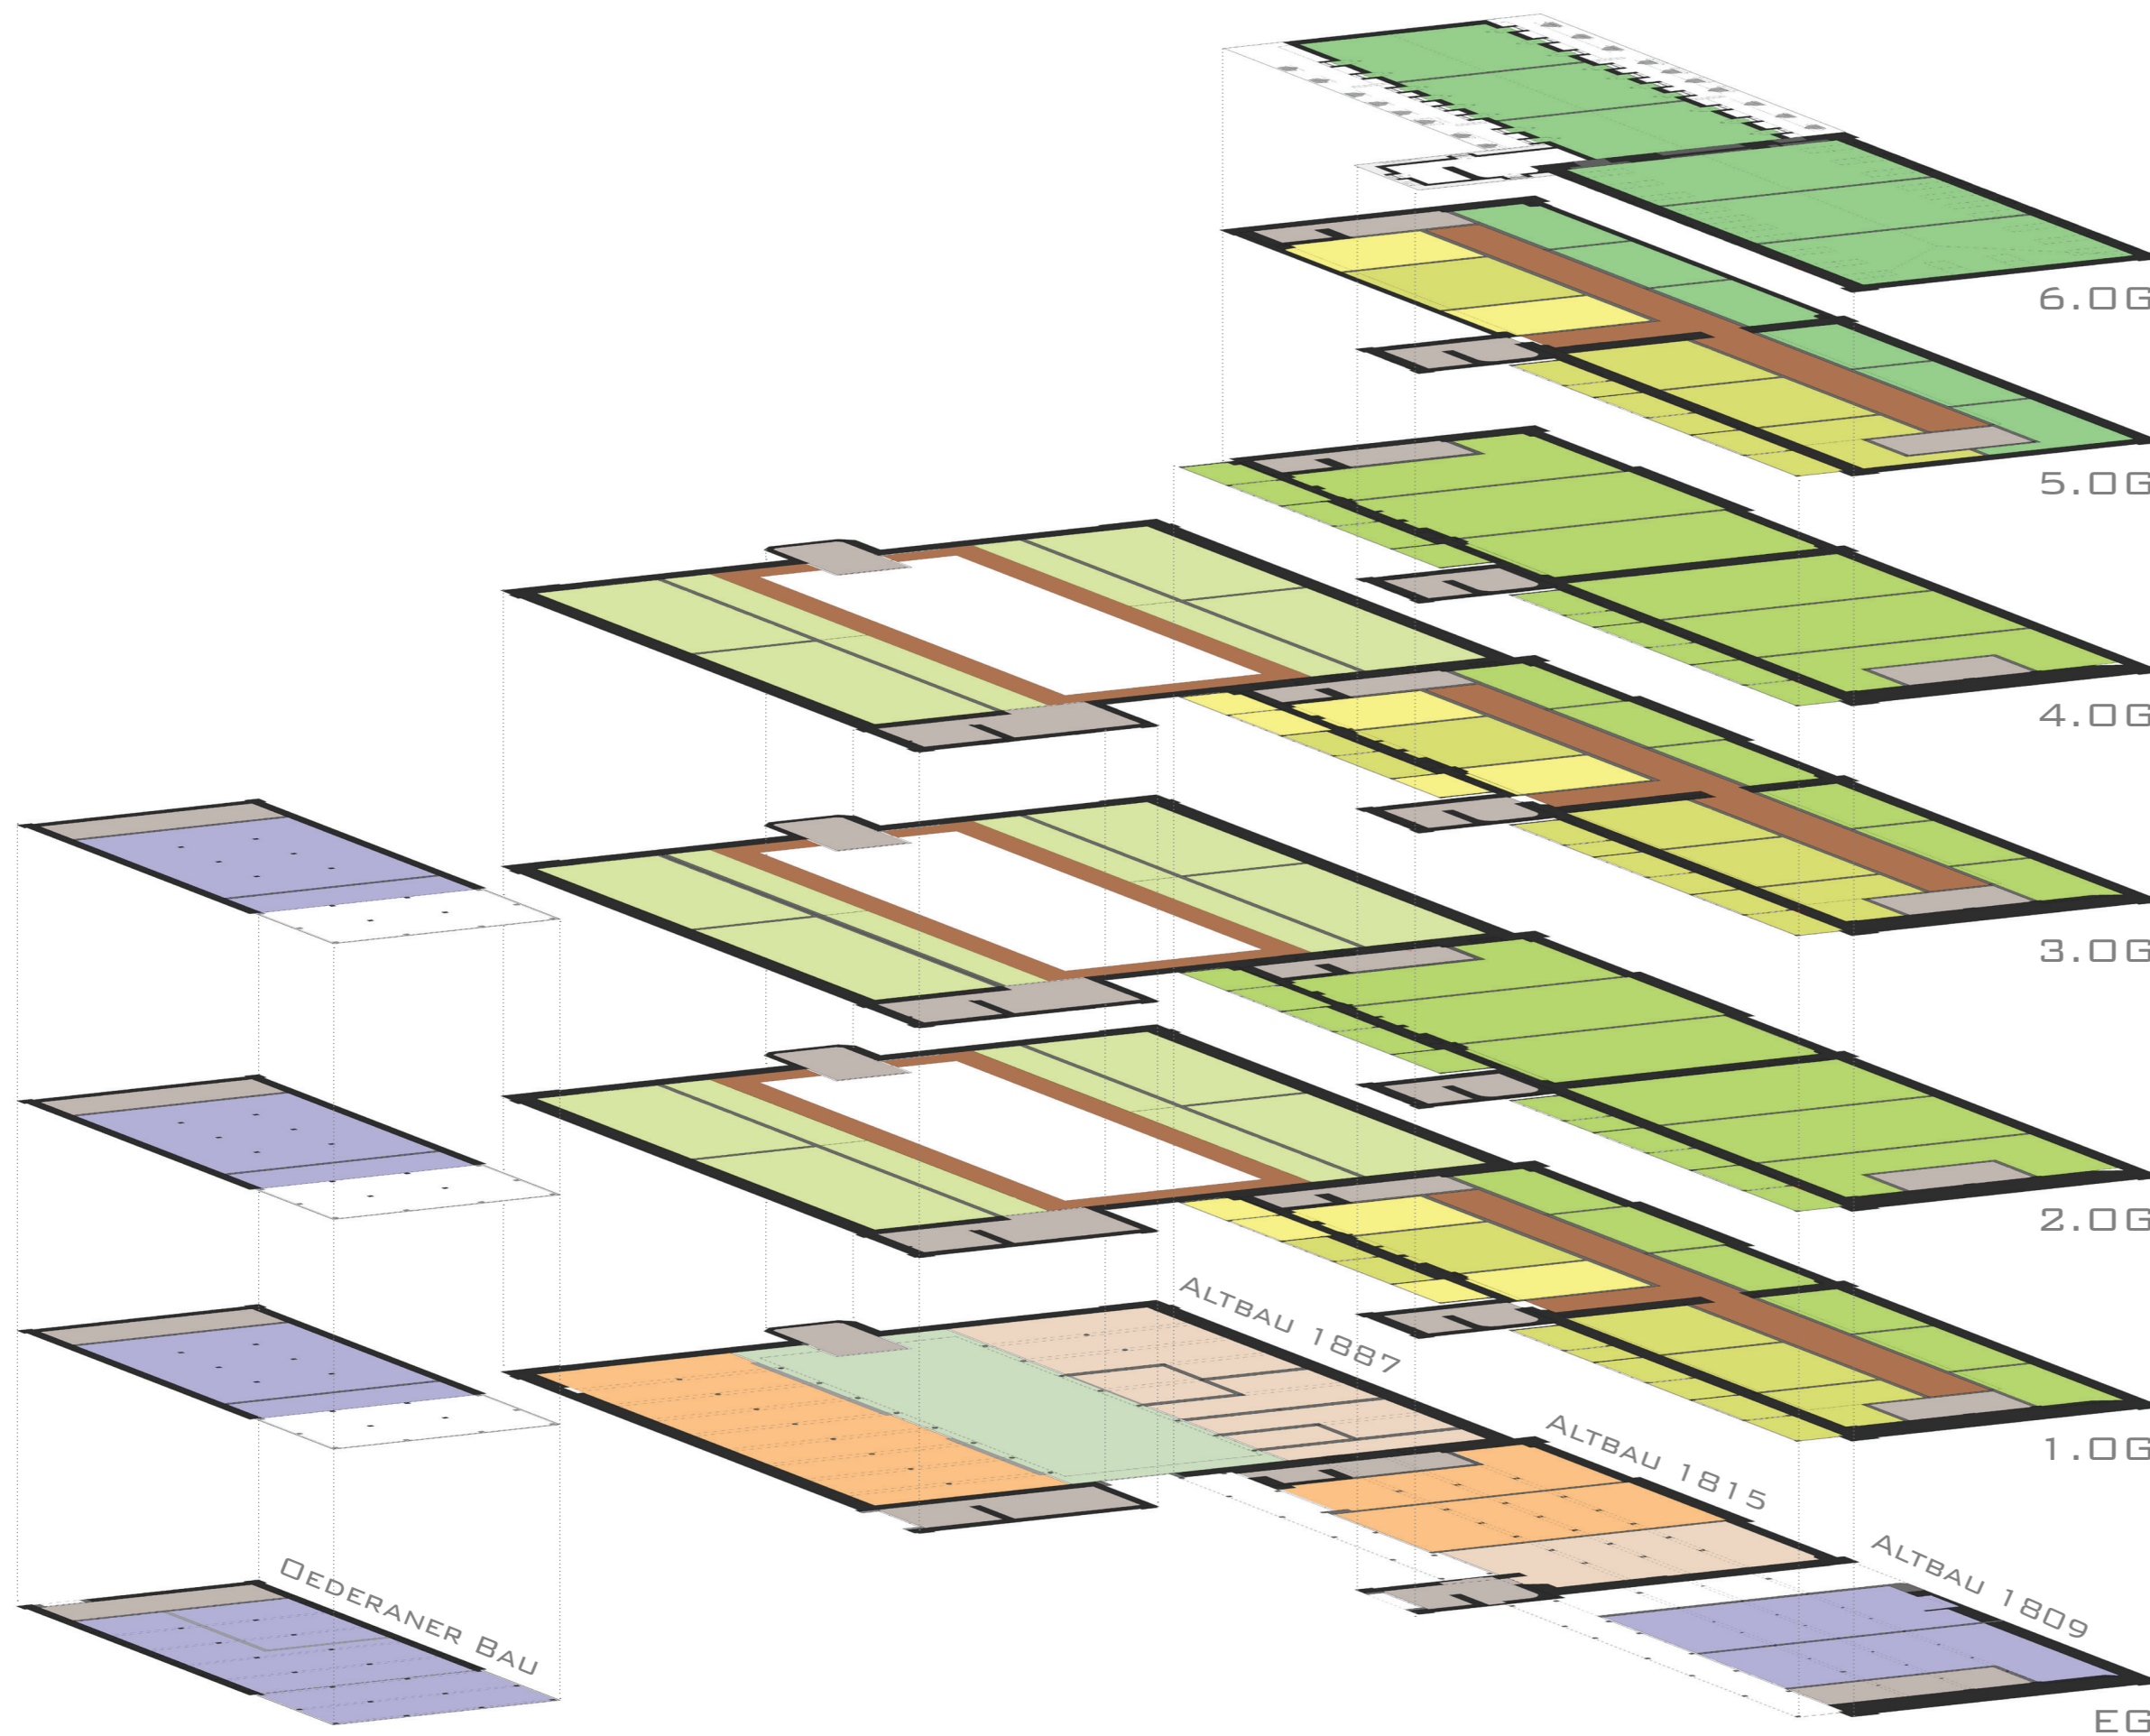 6.OG
5.OG
4.OG
3.OG
2.OG
Altbau 1887
1.OG
Altbau 1815
Altbau 1809
Oederaner Bau
EG